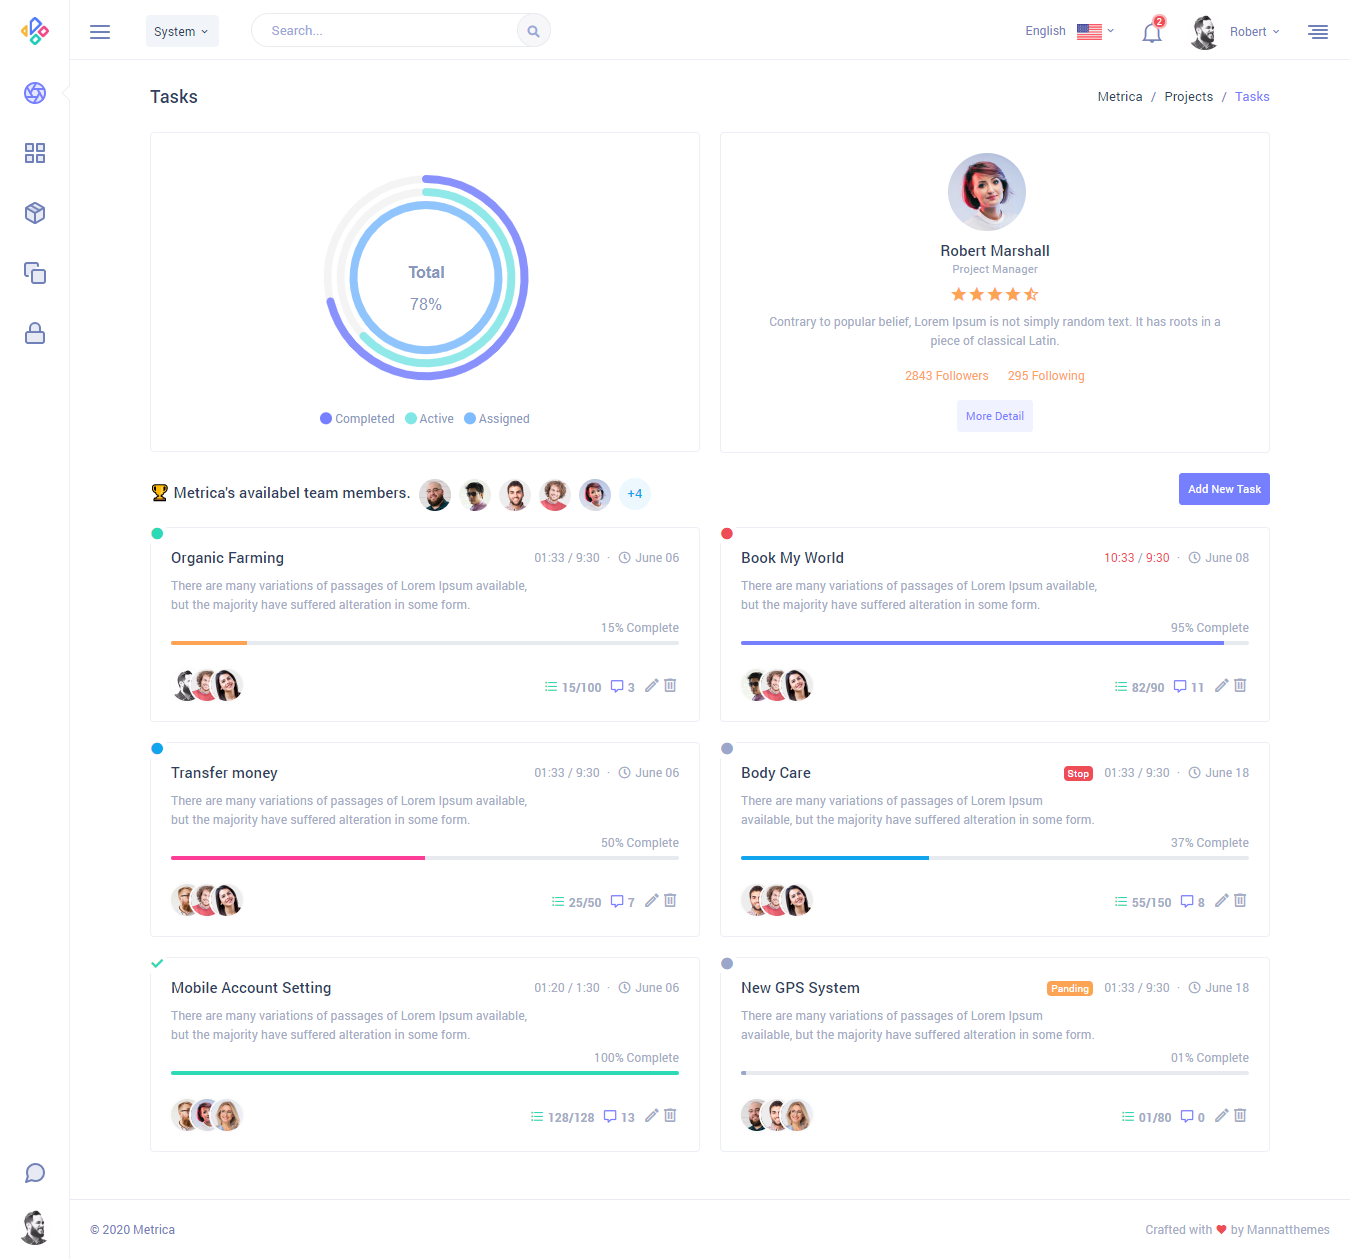 System
Search...
English
2
Robert
Tasks
Metrica / Projects / Tasks
Total
78%
Completed Active Assigned
Robert Marshall
Project Manager
Contrary to popular belief, Lorem Ipsum is not simply random text. It has roots in a
piece of classical Latin.
2843 Followers 295 Following
More Detail
Metrica's availabel team members.
+4
Add New Task
Organic Farming
01:33 / 9:30 · June 06
There are many variations of passages of Lorem Ipsum available,
but the majority have suffered alteration in some form.
15% Complete
15/100 3
Book My World
10:33 / 9:30 · June 08
There are many variations of passages of Lorem Ipsum available,
but the majority have suffered alteration in some form.
95% Complete
82/90 11
Transfer money
01:33 / 9:30 · June 06
There are many variations of passages of Lorem Ipsum available,
but the majority have suffered alteration in some form.
50% Complete
25/50 7
Body Care
Stop 01:33 / 9:30 · June 18
There are many variations of passages of Lorem Ipsum
available, but the majority have suffered alteration in some form.
37% Complete
55/150 8
Mobile Account Setting
01:20 / 1:30 · June 06
There are many variations of passages of Lorem Ipsum available,
but the majority have suffered alteration in some form.
100% Complete
128/128 13
New GPS System
Panding 01:33 / 9:30 · June 18
There are many variations of passages of Lorem Ipsum
available, but the majority have suffered alteration in some form.
01% Complete
01/80 0
© 2020 Metrica
Crafted with ♥ by Mannatthemes